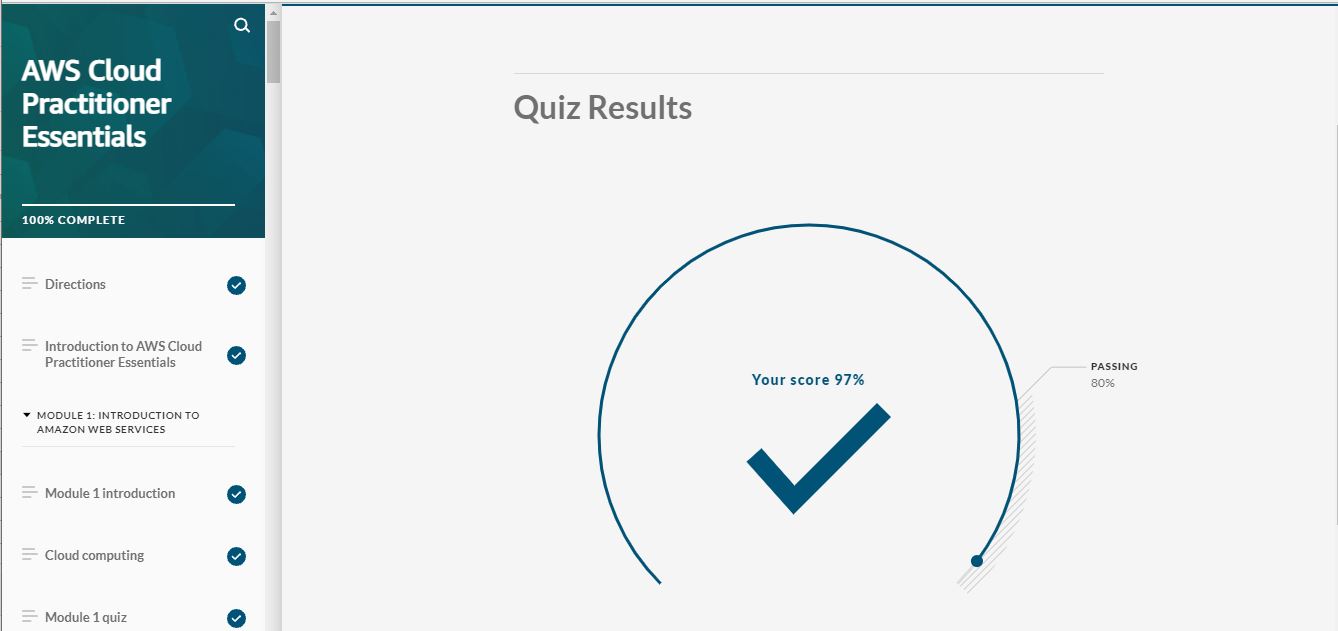 AWS Cloud
Practitioner
Essentials
100% COMPLETE
Directions
Introduction to AWS Cloud
Practitioner Essentials
MODULE 1: INTRODUCTION TO
AMAZON WEB SERVICES
Module 1 introduction
Cloud computing
Module 1 quiz
Quiz Results
Your score 97%
PASSING
80%